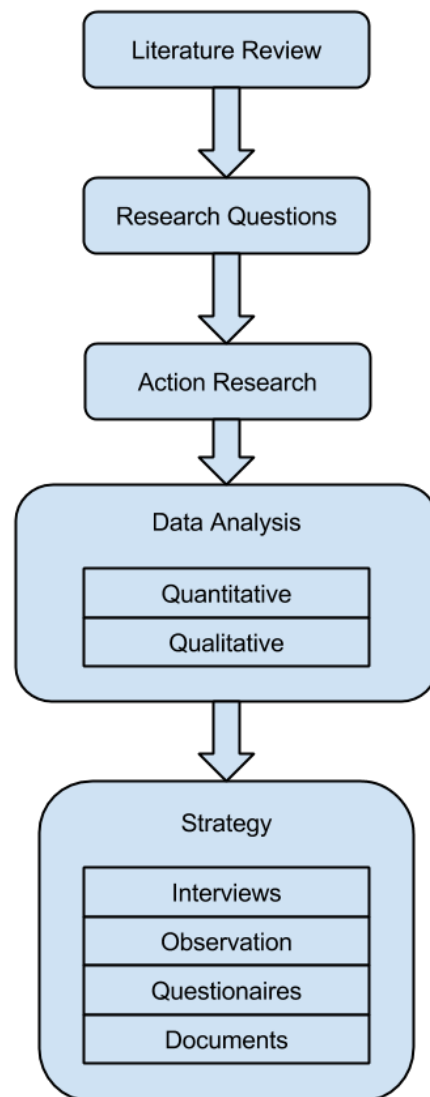 Literature Review
Research Questions
Action Research
Data Analysis
Quantitative
Qualitative
Strategy
Interviews
Observation
Questionaires
Documents